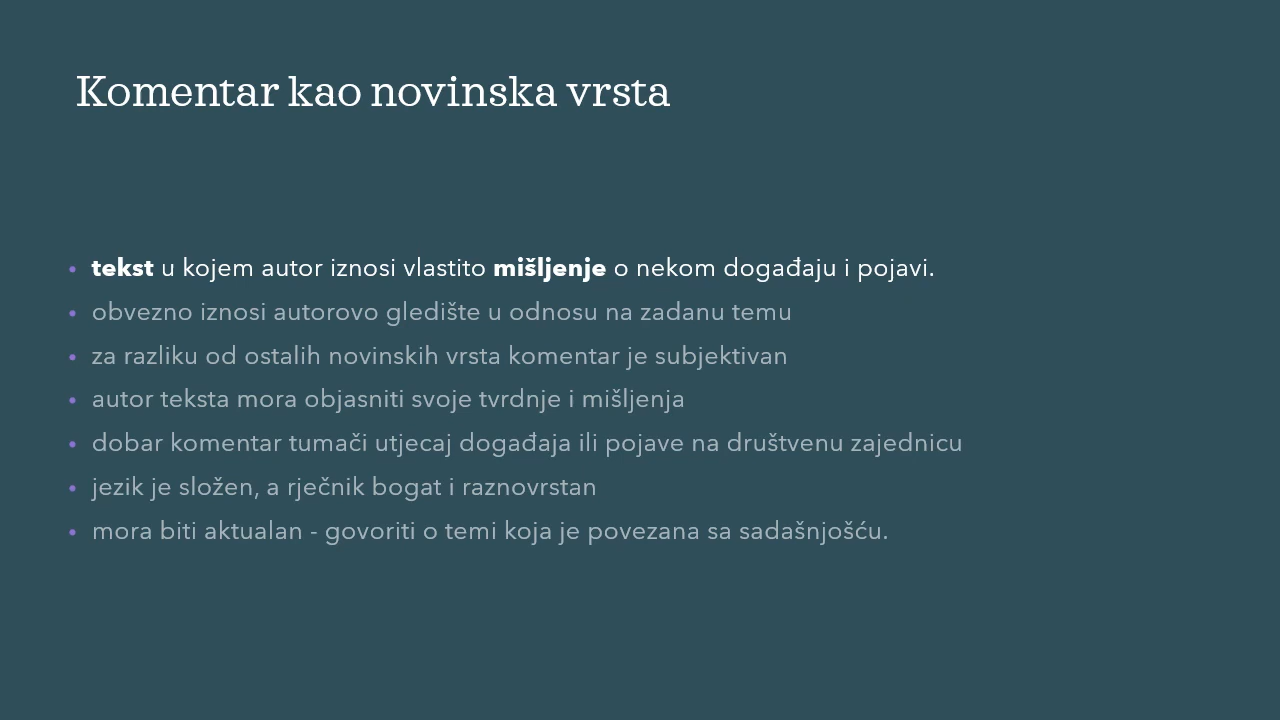 Komentar kao novinska vrsta
• tekst u kojem autor iznosi vlastito mišljenje o nekom događaju i pojavi.
• obvezno iznosi autorovo gledište u odnosu na zadanu temu
• za razliku od ostalih novinskih vrsta komentar je subjektivan
• autor teksta mora objasniti svoje tvrdnje i mišljenja
• dobar komentar tumači utjecaj događaja ili pojave na društvenu zajednicu
• jezik je složen, a rječnik bogat i raznovrstan
• mora biti aktualan - govoriti o temi koja je povezana sa sadašnjošću.